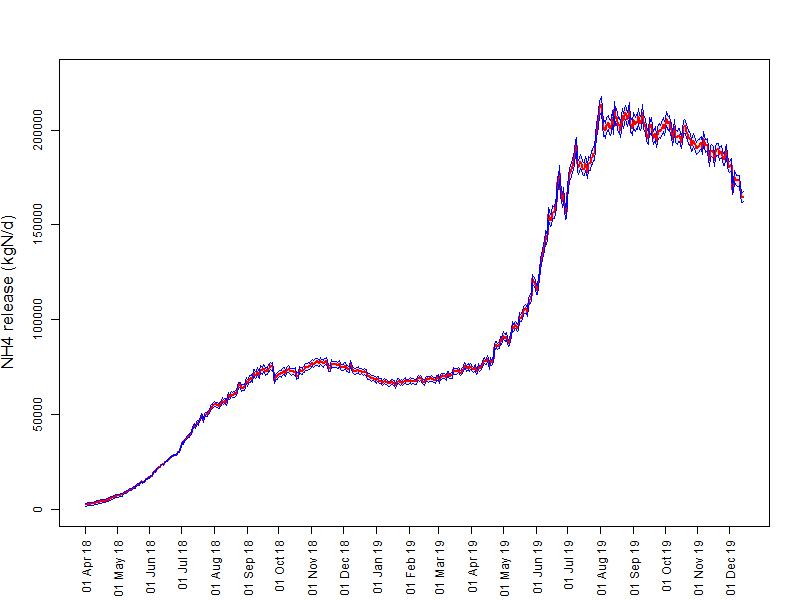 NH4 release (kgN/d)
200000
150000
100000
50000
0
01 Apr 18
01 May 18
01 Jun 18
01 Jul 18
01 Aug 18
01 Sep 18
01 Oct 18
01 Nov 18
01 Dec 18
01 Jan 19
01 Feb 19
01 Mar 19
01 Apr 19
01 May 19
01 Jun 19
01 Jul 19
01 Aug 19
01 Sep 19
01 Oct 19
01 Nov 19
01 Dec 19